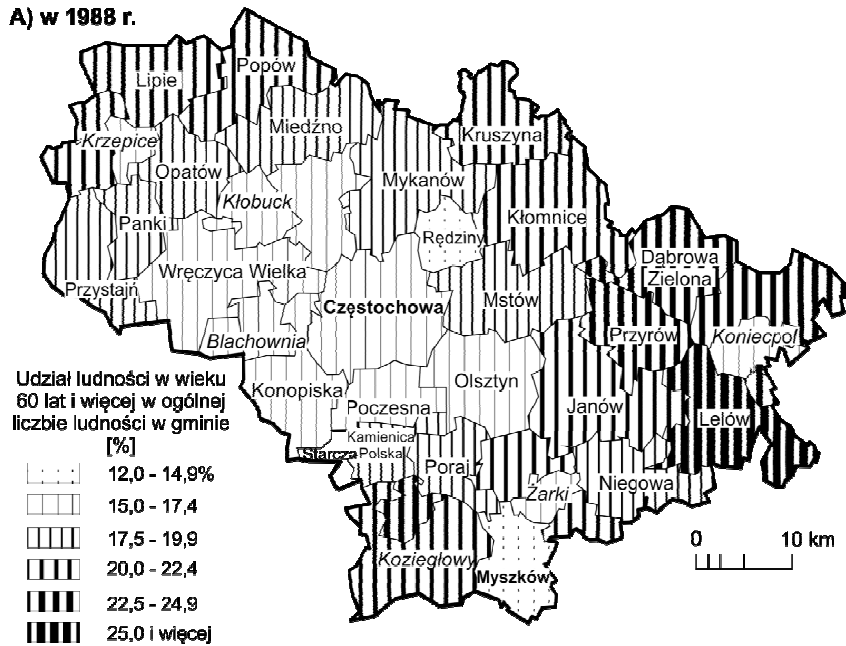 A) w 1988 r.
Popów
Lipie
Miedźno
Kruszyna
Krzepice
Opatów
Mykanów
Kłobuck
Kłomnice
Panki
Rędziny
Dąbrowa
Zielona
Wręczyca Wielka
Przystajń
Częstochowa
Mstów
Przyrów
Koniecpol
Blachownia
Udział ludności w wieku
60 lat i więcej w ogólnej
liczbie ludności w gminie
[%]
Konopiska
Olsztyn
Poczesna
Janów
Lelów
Kamienica
Polska
Starcza
Poraj
Żarki
Niegowa
Koziegłowy
Myszków
12,0 - 14,9%
15,0 - 17,4
17,5 - 19,9
20,0 - 22,4
22,5 - 24,9
25,0 i więcej
0 10 km